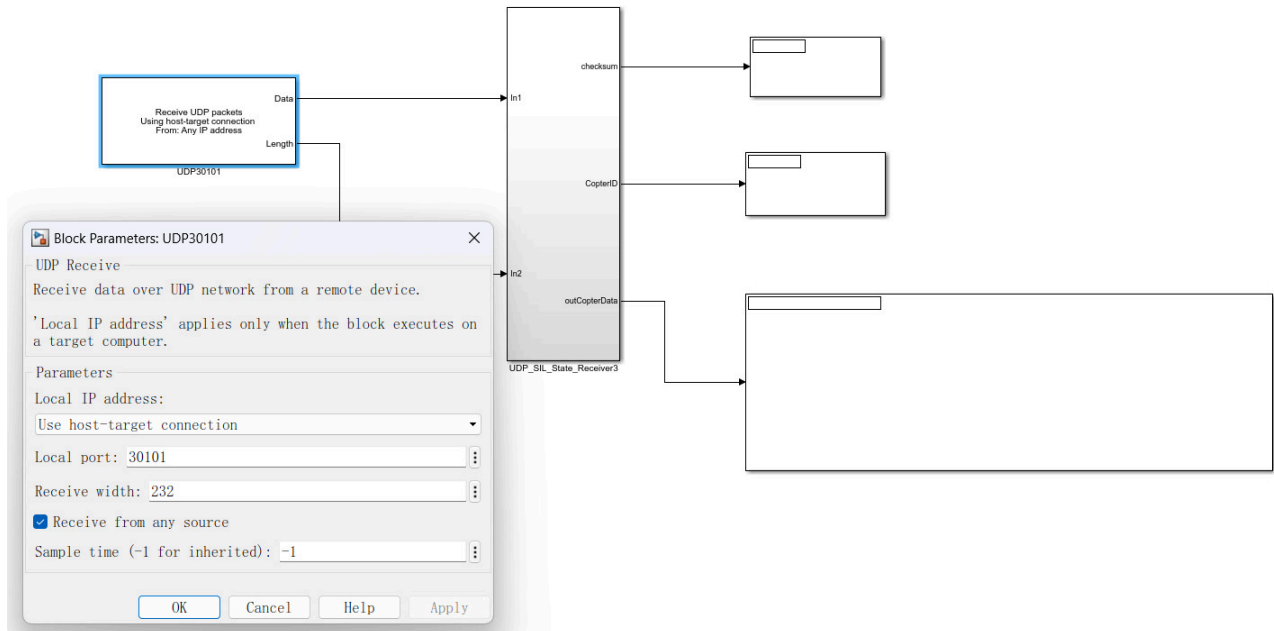 Data
Receive UDP packets
Using host-target connection
From: Any IP address
Length
UDP30101
In1
In2
checksum
CopterID
outCopterData
UDP_SIL_State_Receiver3
Block Parameters: UDP30101
UDP Receive
Receive data over UDP network from a remote device.
'Local IP address' applies only when the block executes on
a target computer.
Parameters
Local IP address:
Use host-target connection
Local port: 30101
Receive width: 232
Receive from any source
Sample time (-1 for inherited): -1
OK Cancel Help Apply